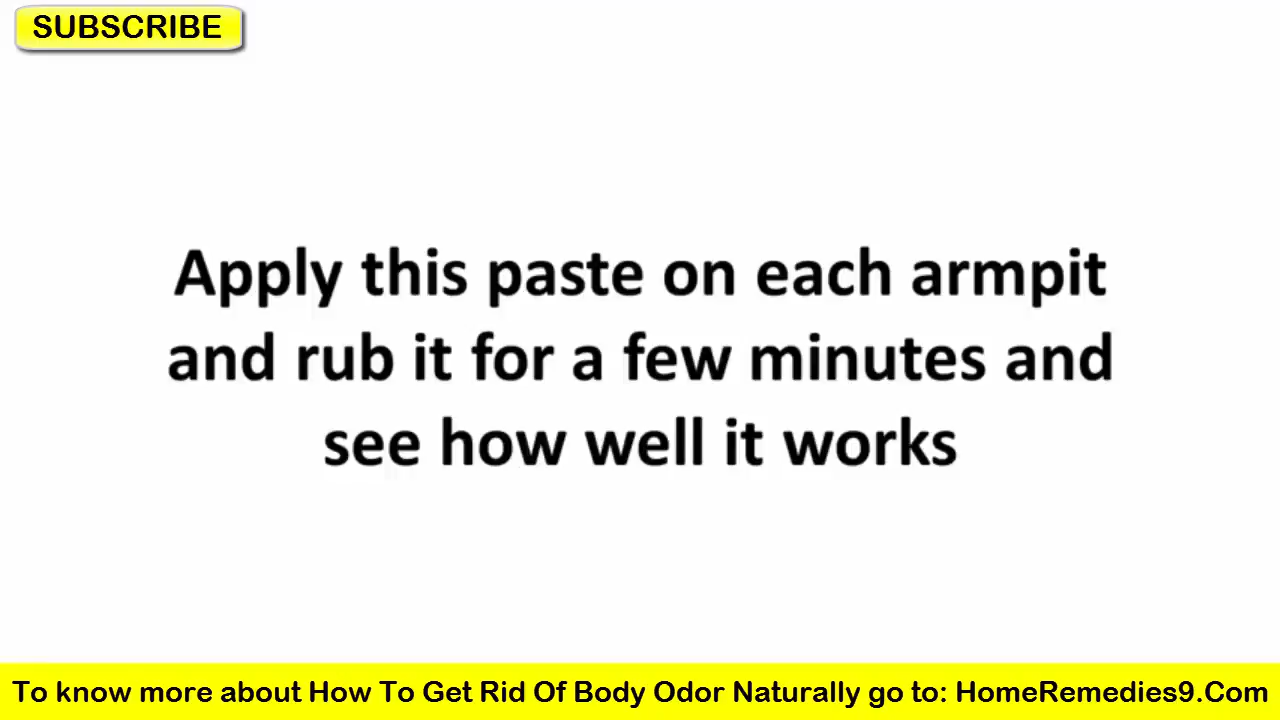 SUBSCRIBE
Apply this paste on each armpit
and rub it for a few minutes and
see how well it works
To know more about How To Get Rid Of Body Odor Naturally go to: HomeRemedies9.Com